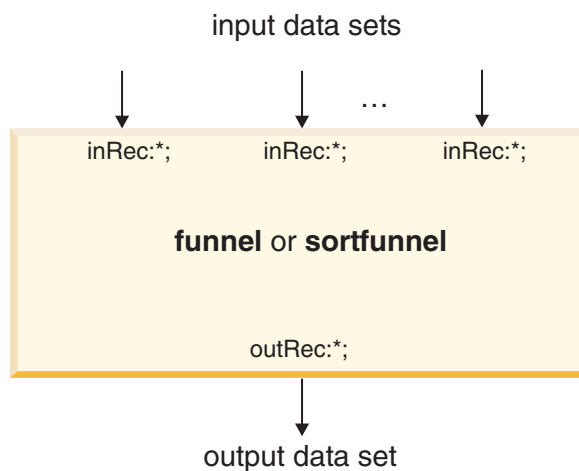 input data sets
...
inRec:*; inRec:*; inRec:*;
funnel or sortfunnel
outRec:*;
output data set